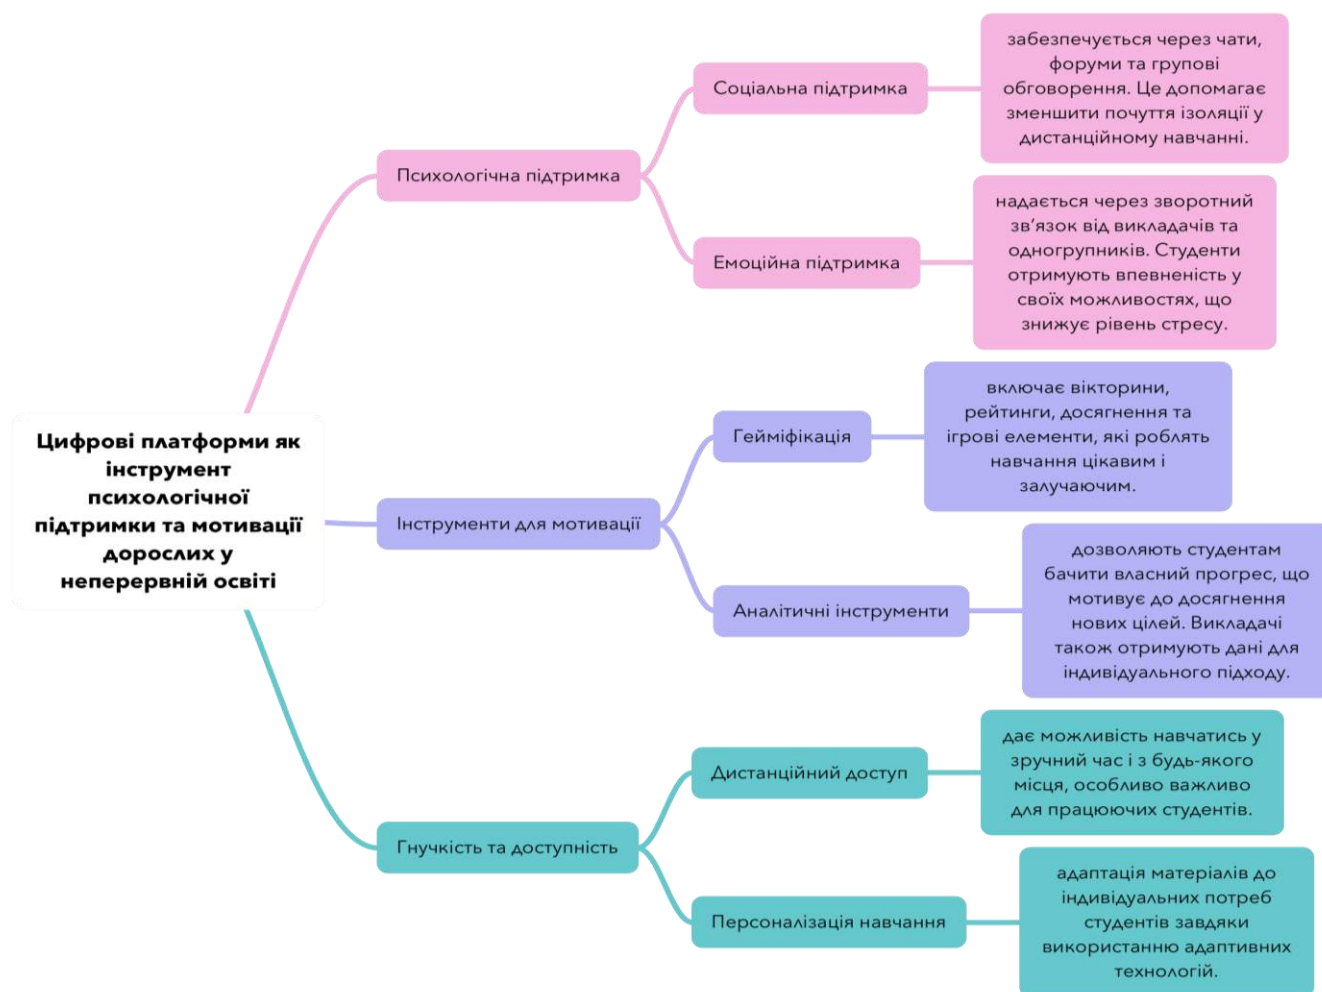 Цифрові платформи як
інструмент
психологічної
підтримки та мотивації
дорослих у
неперервній освіті
Психологічна підтримка
Соціальна підтримка
забезпечується через чати,
форуми та групові
обговорення. Це допомагає
зменшити почуття ізоляції у
дистанційному навчанні.
Емоційна підтримка
надається через зворотний
зв’язок від викладачів та
одногрупників. Студенти
отримують впевненість у
своїх можливостях, що
знижує рівень стресу.
Інструменти для мотивації
Гейміфікація
включає вікторини,
рейтинги, досягнення та
ігрові елементи, які роблять
навчання цікавим і
залучаючим.
Аналітичні інструменти
дозволяють студентам
бачити власний прогрес, що
мотивує до досягнення
нових цілей. Викладачі
також отримують дані для
індивідуального підходу.
Гнучкість та доступність
Дистанційний доступ
дає можливість навчатись у
зручний час і з будь-якого
місця, особливо важливо
для працюючих студентів.
Персоналізація навчання
адаптація матеріалів до
індивідуальних потреб
студентів завдяки
використанню адаптивних
технологій.